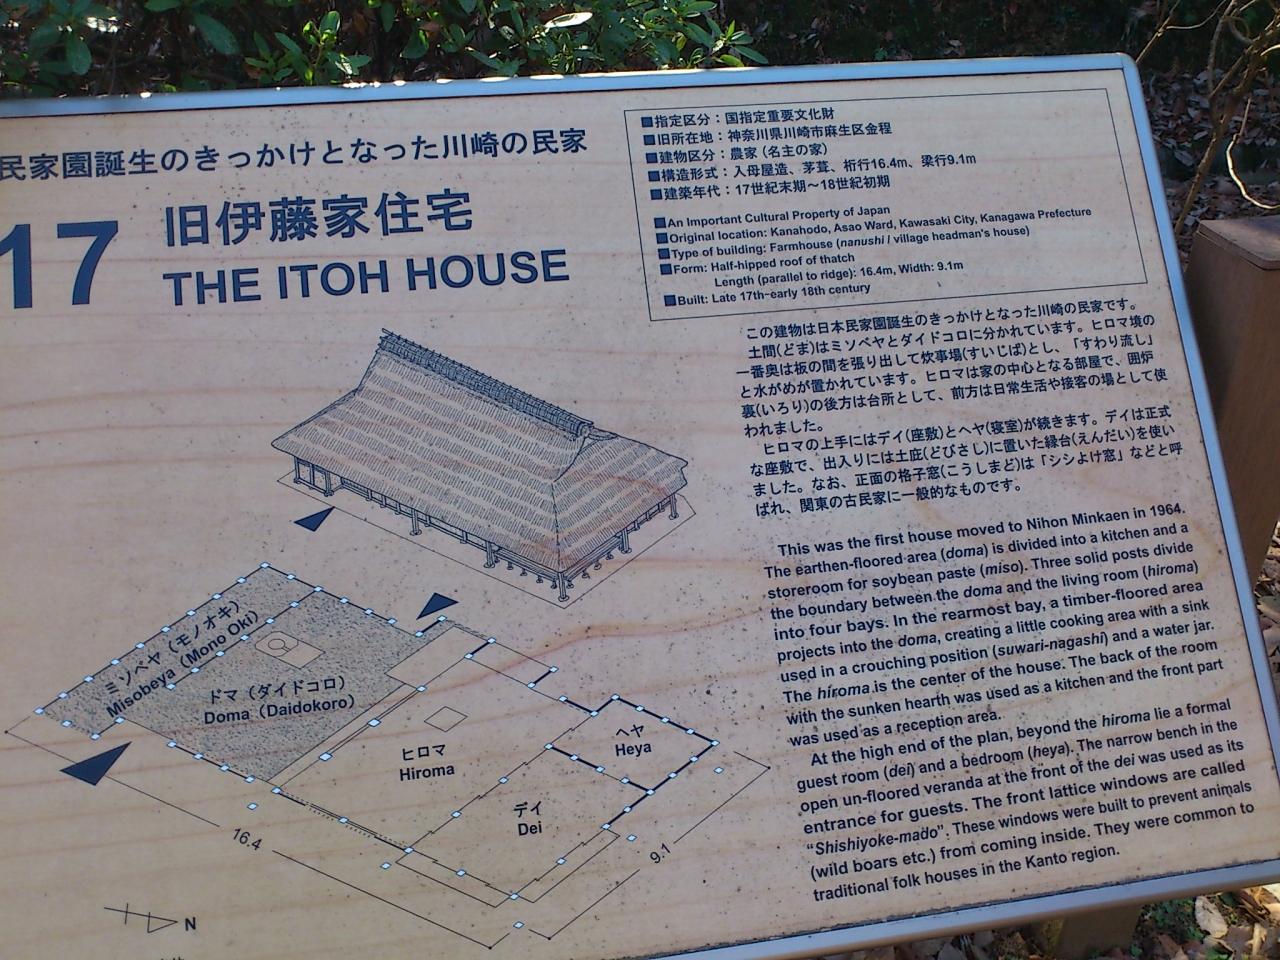 民家園誕生のきっかけとなった川崎の民家
17
旧伊藤家住宅
THE ITOH HOUSE
■指定区分：国指定重要文化財
■旧所在地：神奈川県川崎市麻生区金程
■建物区分：農家（名主の家）
■構造形式：入母屋造、茅葺、桁行16.4m、梁行9.1m
■建築年代：17世紀末期～18世紀初期
■An Important Cultural Property of Japan
■Original location: Kanahodo, Asao Ward, Kawasaki City, Kanagawa Prefecture
■Type of building: Farmhouse (nanushi / village headman's house)
■Form: Half-hipped roof of thatch
Length (parallel to ridge): 16.4m, Width: 9.1m
■Built: Late 17th-early 18th century
この建物は日本民家園誕生のきっかけとなった川崎の民家です。
土間(どま)はミソベヤとダイドコロに分かれています。ヒロマ境の
一番奥は板の間を張り出して炊事場(すいじば)とし、「すわり流し」
と水がめが置かれています。ヒロマは家の中心となる部屋で、囲炉
裏(いろり)の後方は台所として、前方は日常生活や接客の場として使
われました。
ヒロマの上手にはデイ(座敷)とヘヤ(寝室)が続きます。デイは正式
な座敷で、出入りには土庇(どびさし)に置いた縁台(えんだい)を使い
ました。なお、正面の格子窓(こうしまど)は「シシよけ窓」などと呼
ばれ、関東の古民家に一般的なものです。
This was the first house moved to Nihon Minkaen in 1964.
The earthen-floored area (doma) is divided into a kitchen and a
storeroom for soybean paste (miso). Three solid posts divide
the boundary between the doma and the living room (hiroma)
into four bays. In the rearmost bay, a timber-floored area
projects into the doma, creating a little cooking area with a sink
used in a crouching position (suwari-nagashi) and a water jar.
The hiroma is the center of the house. The back of the room
with the sunken hearth was used as a kitchen and the front part
was used as a reception area.
At the high end of the plan, beyond the hiroma lie a formal
guest room (dei) and a bedroom (heya). The narrow bench in the
open un-floored veranda at the front of the dei was used as its
entrance for guests. The front lattice windows are called
“Shishiyoke-mado”. These windows were built to prevent animals
(wild boars etc.) from coming inside. They were common to
traditional folk houses in the Kanto region.
ミソベヤ（モノオキ）
Misobeya (Mono Oki)
ドマ（ダイドコロ）
Doma（Daidokoro）
ヒロマ
Hiroma
ヘヤ
Heya
デイ
Dei
16.4
9.1
N